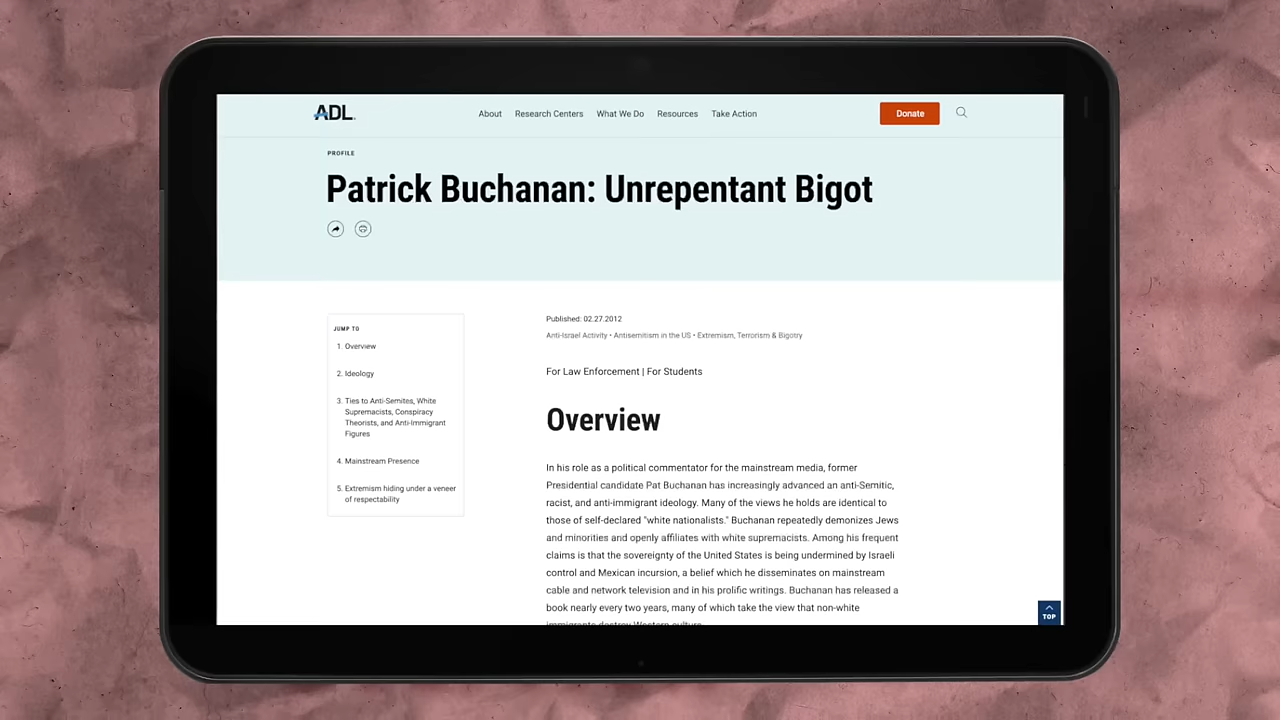 ADL
About Research Centers What We Do Resources Take Action Donate
PROFILE
Patrick Buchanan: Unrepentant Bigot
JUMP TO
1. Overview
2. Ideology
3. Ties to Anti-Semites, White
Supremacists, Conspiracy
Theorists, and Anti-Immigrant
Figures
4. Mainstream Presence
5. Extremism hiding under a veneer
of respectability
Published: 02.27.2012
Anti-Israel Activity • Antisemitism in the US • Extremism, Terrorism & Bigotry
For Law Enforcement | For Students
Overview
In his role as a political commentator for the mainstream media, former
Presidential candidate Pat Buchanan has increasingly advanced an anti-Semitic,
racist, and anti-immigrant ideology. Many of the views he holds are identical to
those of self-declared "white nationalists." Buchanan repeatedly demonizes Jews
and minorities and openly affiliates with white supremacists. Among his frequent
claims is that the sovereignty of the United States is being undermined by Israeli
control and Mexican incursion, a belief which he disseminates on mainstream
cable and network television and in his prolific writings. Buchanan has released a
book nearly every two years, many of which take the view that non-white
immigrants destroy Western culture.
TOP